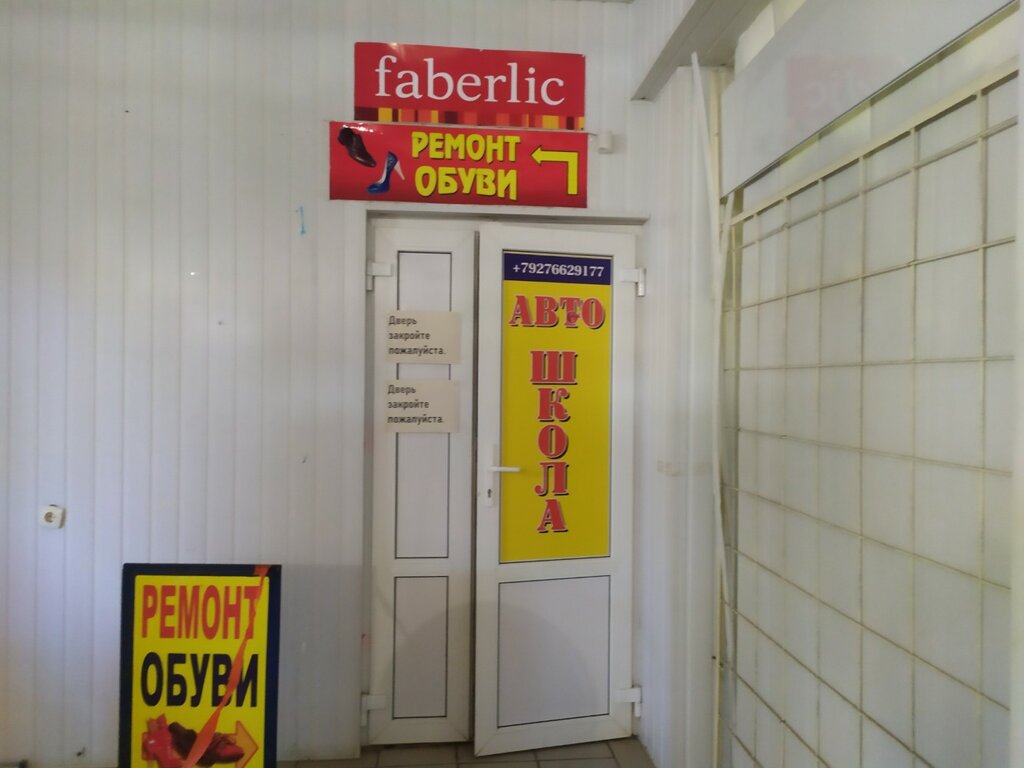 faberlic
РЕМОНТ
ОБУВИ
+79276629177
АВТО
ШКОЛА
Дверь
закройте
пожалуйста.
Дверь
закройте
пожалуйста.
РЕМОНТ
ОБУВИ